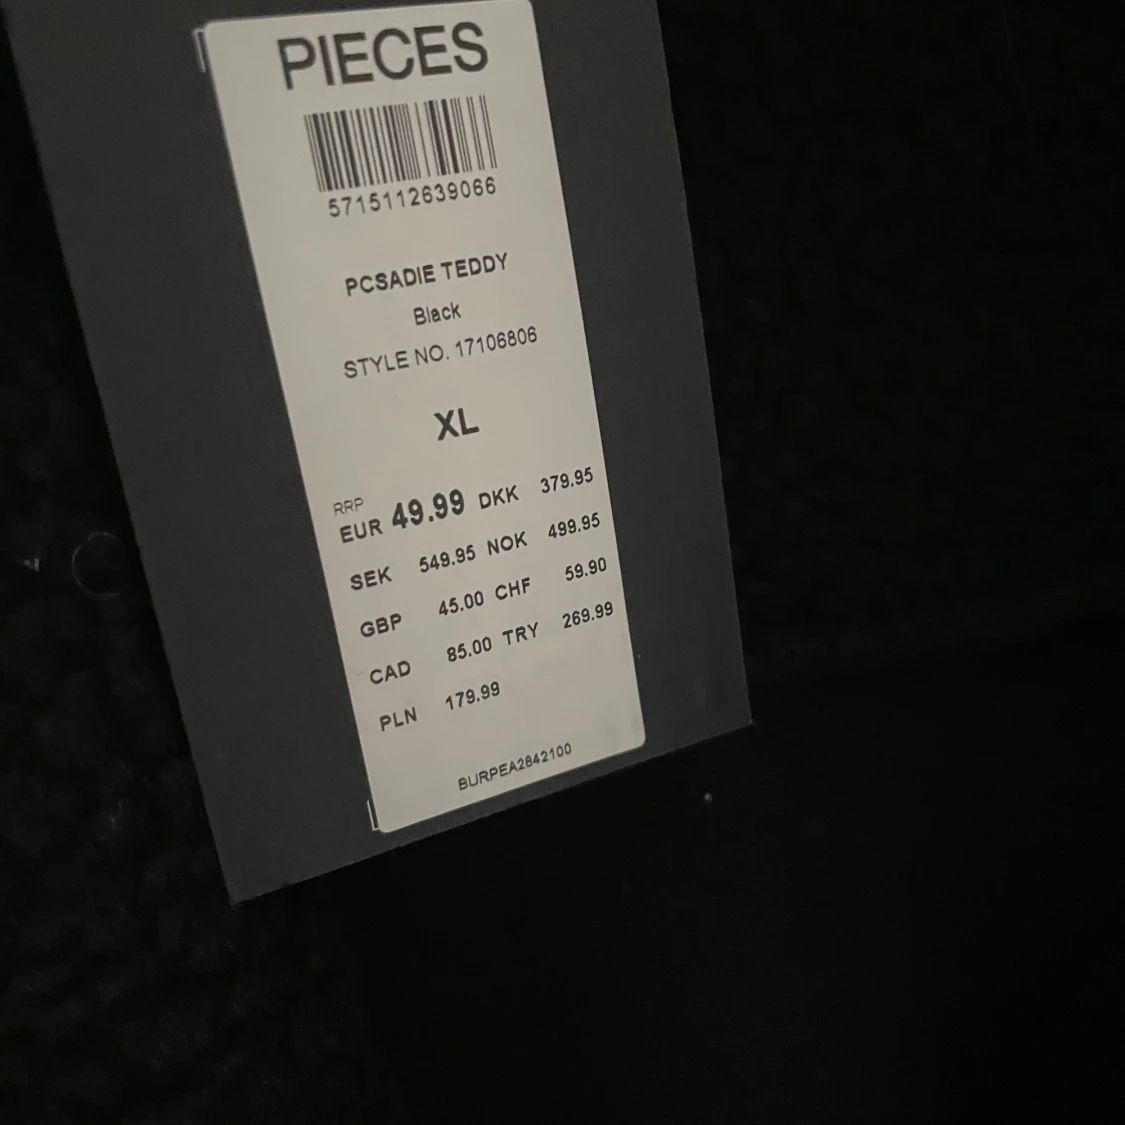 PIECES
5715112639066
PCSADIE TEDDY
Black
STYLE NO. 17106806
XL
RRP
EUR 49.99 DKK 379.95
SEK 549.95 NOK 499.95
GBP 45.00 CHF 59.90
CAD 85.00 TRY 269.99
PLN 179.99
BURPEA2842100